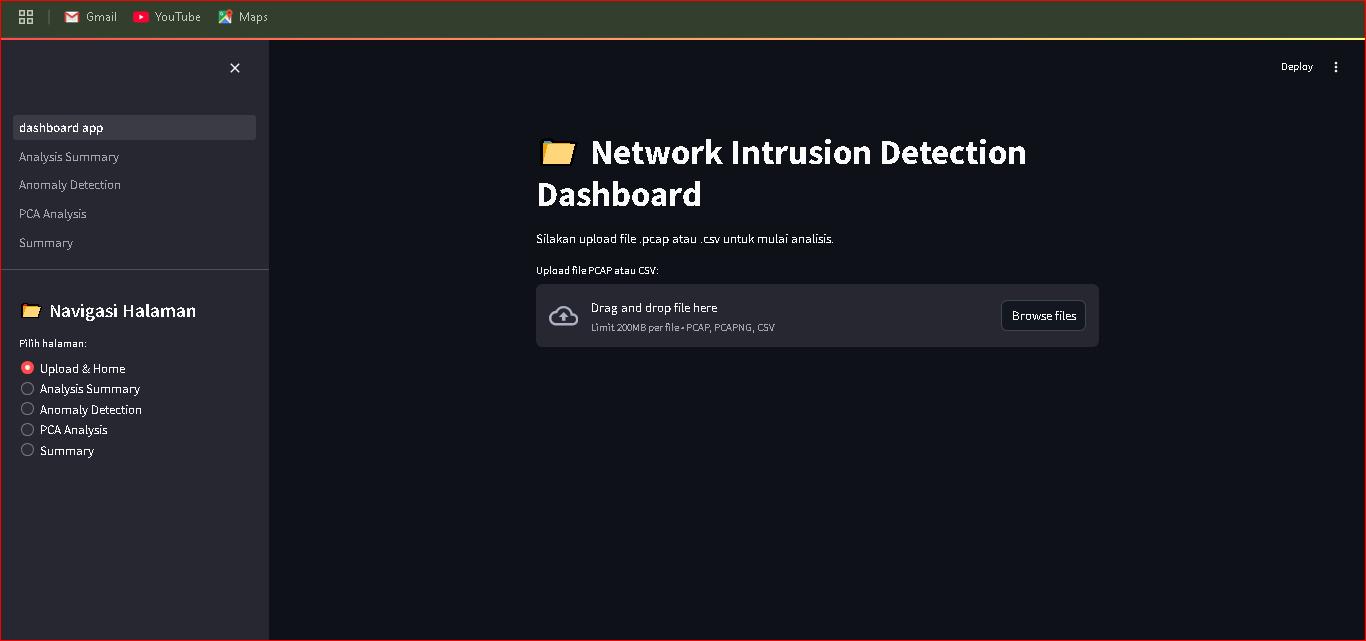 Gmail YouTube Maps
Deploy
dashboard app
Analysis Summary
Anomaly Detection
PCA Analysis
Summary
Navigasi Halaman
Pilih halaman:
Upload & Home
Analysis Summary
Anomaly Detection
PCA Analysis
Summary
Network Intrusion Detection
Dashboard
Silakan upload file .pcap atau .csv untuk mulai analisis.
Upload file PCAP atau CSV:
Drag and drop file here
Limit 200MB per file • PCAP, PCAPNG, CSV
Browse files